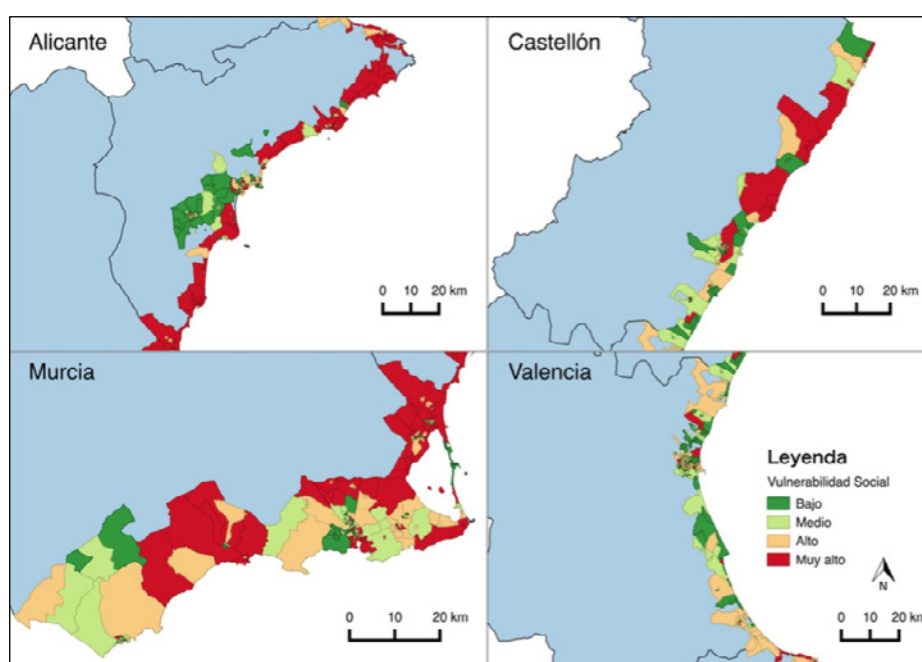 Alicante
0 10 20 km
Castellón
0 10 20 km
Murcia
0 10 20 km
Valencia
Leyenda
Vulnerabilidad Social
Bajo
Medio
Alto
Muy alto
N
0 10 20 km